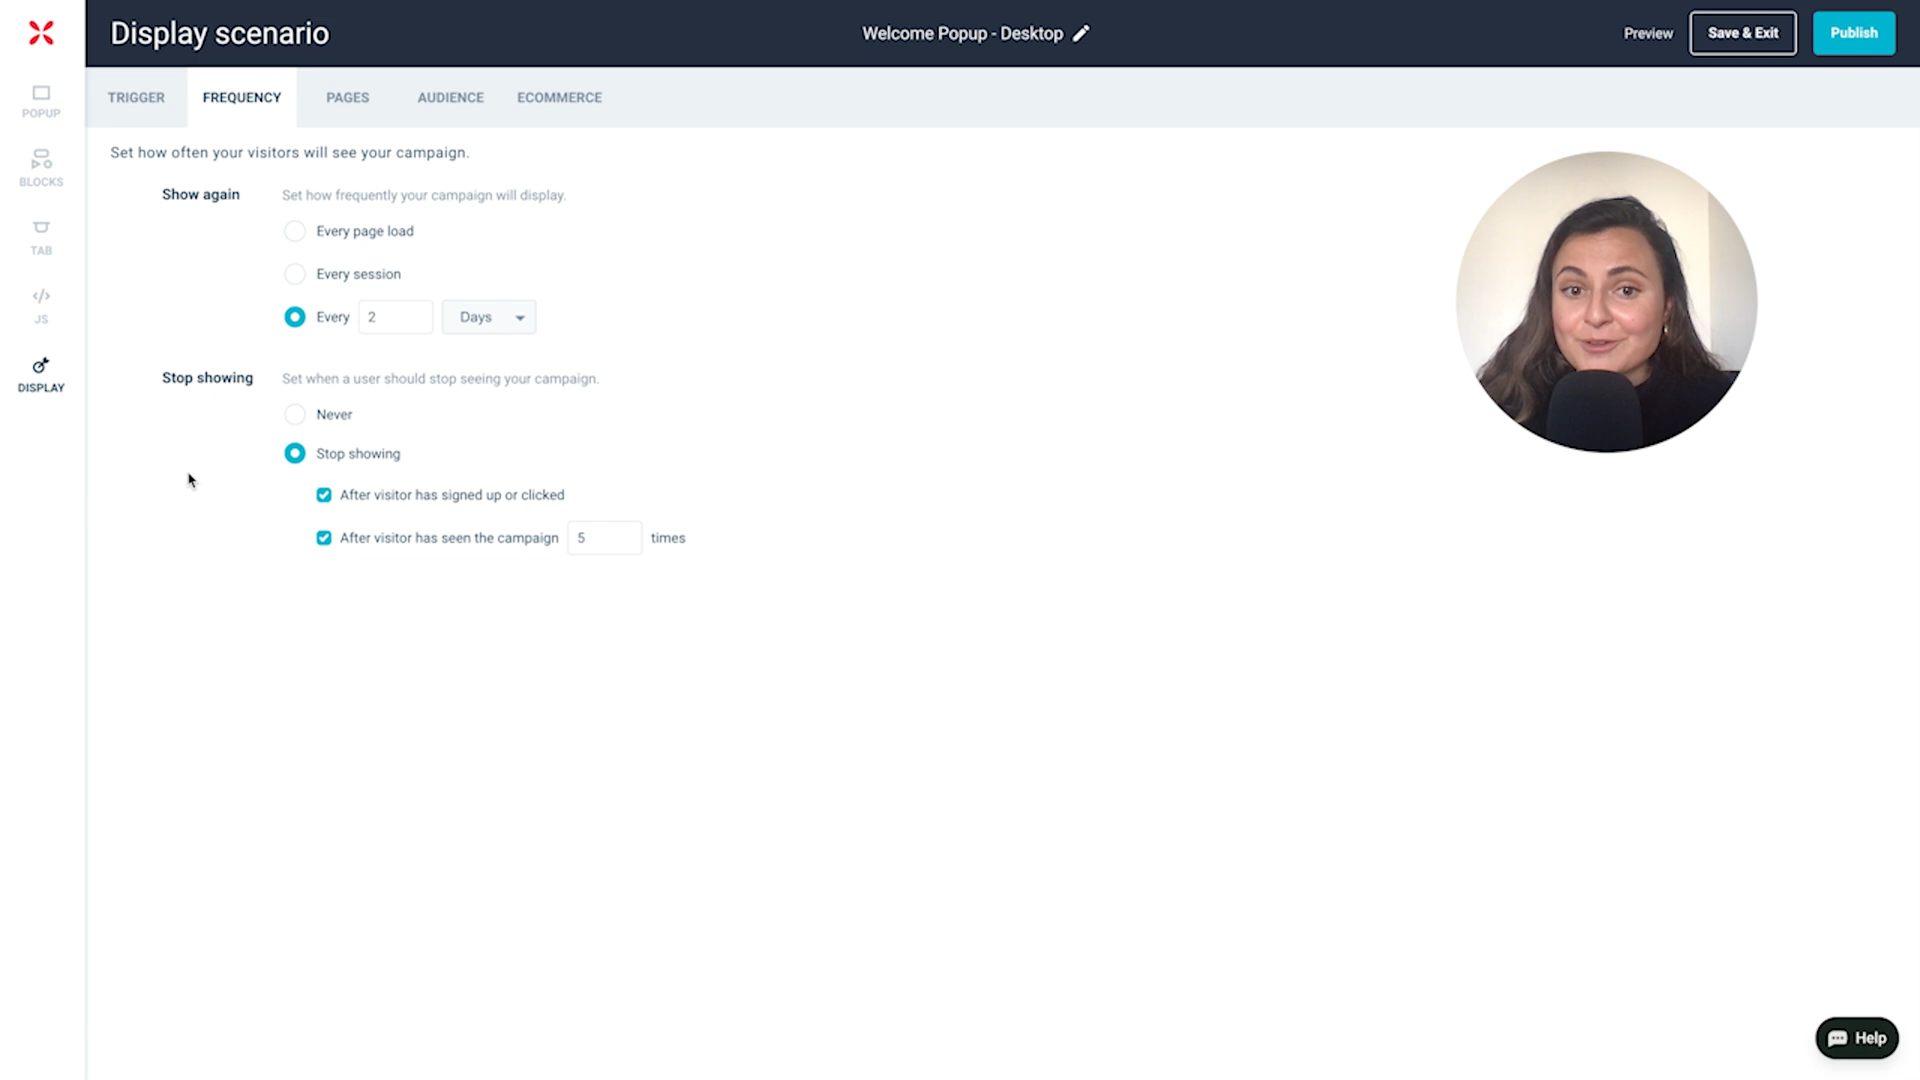 Display scenario
Welcome Popup - Desktop
Preview
Save & Exit
Publish
POPUP
BLOCKS
TAB
</>
JS
DISPLAY
TRIGGER
FREQUENCY
PAGES
AUDIENCE
ECOMMERCE
Set how often your visitors will see your campaign.
Show again
Set how frequently your campaign will display.
Every page load
Every session
Every 2 Days
Stop showing
Set when a user should stop seeing your campaign.
Never
Stop showing
After visitor has signed up or clicked
After visitor has seen the campaign 5 times
Help